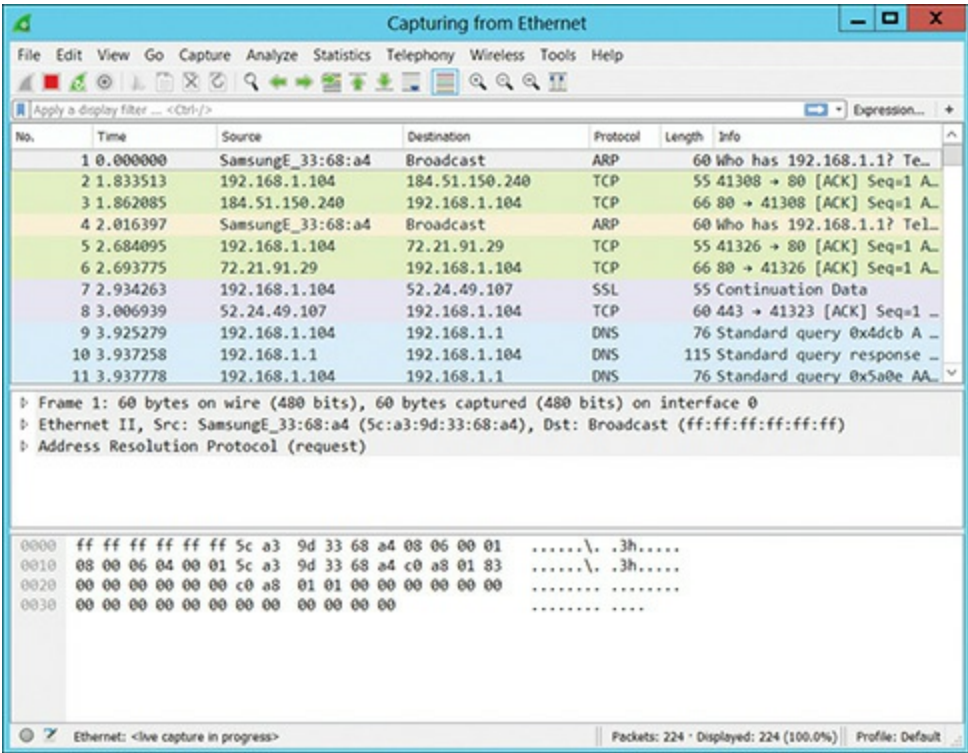 Capturing from Ethernet
File Edit View Go Capture Analyze Statistics Telephony Wireless Tools Help
Apply a display filter ... <Ctrl-/> Expression... +
No. Time Source Destination Protocol Length Info
1 0.000000 SamsungE_33:68:a4 Broadcast ARP 60 Who has 192.168.1.1? Te…
2 1.833513 192.168.1.104 184.51.150.240 TCP 55 41308 → 80 [ACK] Seq=1 A…
3 1.862085 184.51.150.240 192.168.1.104 TCP 66 80 → 41308 [ACK] Seq=1 A…
4 2.016397 SamsungE_33:68:a4 Broadcast ARP 60 Who has 192.168.1.1? Tel…
5 2.684095 192.168.1.104 72.21.91.29 TCP 55 41326 → 80 [ACK] Seq=1 A…
6 2.693775 72.21.91.29 192.168.1.104 TCP 66 80 → 41326 [ACK] Seq=1 A…
7 2.934263 192.168.1.104 52.24.49.107 SSL 55 Continuation Data
8 3.006939 52.24.49.107 192.168.1.104 TCP 60 443 → 41323 [ACK] Seq=1 …
9 3.925279 192.168.1.104 192.168.1.1 DNS 76 Standard query 0x4dcb A …
10 3.937258 192.168.1.1 192.168.1.104 DNS 115 Standard query response …
11 3.937778 192.168.1.104 192.168.1.1 DNS 76 Standard query 0x5a0e AA…
Frame 1: 60 bytes on wire (480 bits), 60 bytes captured (480 bits) on interface 0
Ethernet II, Src: SamsungE_33:68:a4 (5c:a3:9d:33:68:a4), Dst: Broadcast (ff:ff:ff:ff:ff:ff)
Address Resolution Protocol (request)
0000 ff ff ff ff ff ff 5c a3 9d 33 68 a4 08 06 00 01 ......\. .3h.....
0010 08 00 06 04 00 01 5c a3 9d 33 68 a4 c0 a8 01 83 ......\. .3h.....
0020 00 00 00 00 00 00 c0 a8 01 01 00 00 00 00 00 00 ........ ........
0030 00 00 00 00 00 00 00 00 00 00 00 00 ........ ....
Ethernet: <live capture in progress> Packets: 224 · Displayed: 224 (100.0%) Profile: Default